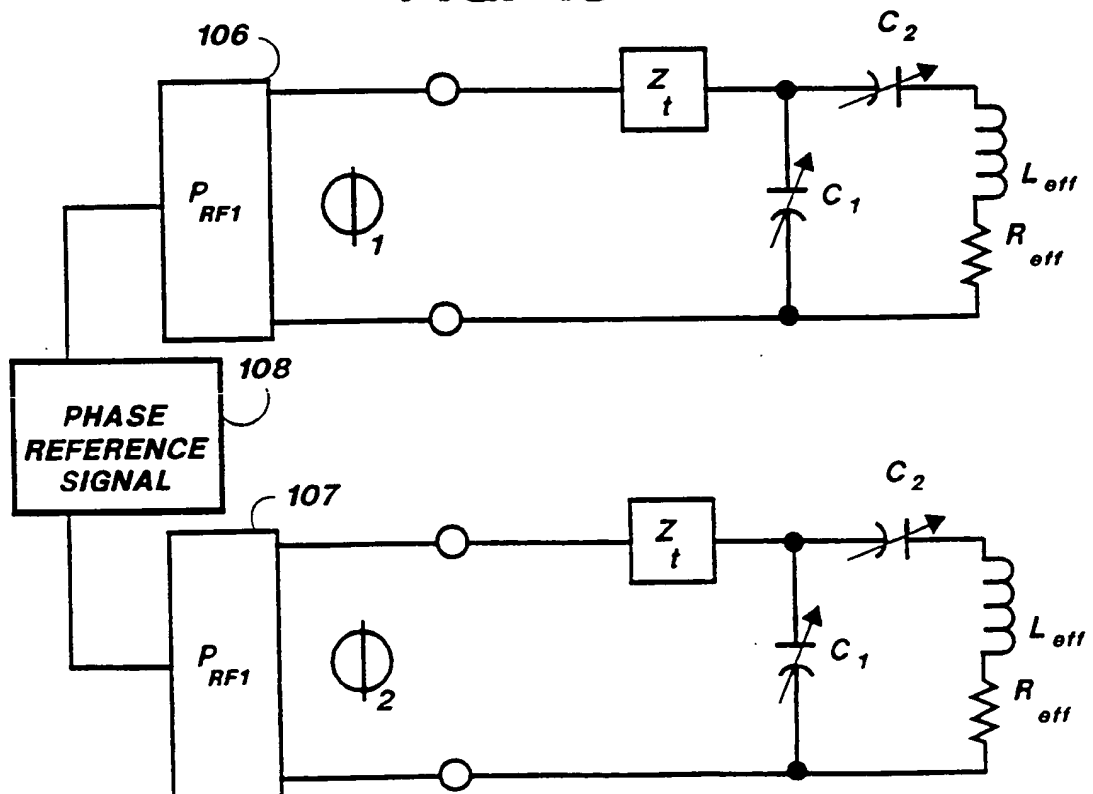 106
C2
Zt
PRF1
Φ1
C1
Leff
Reff
108
PHASE
REFERENCE
SIGNAL
107
C2
Zt
PRF1
Φ2
C1
Leff
Reff